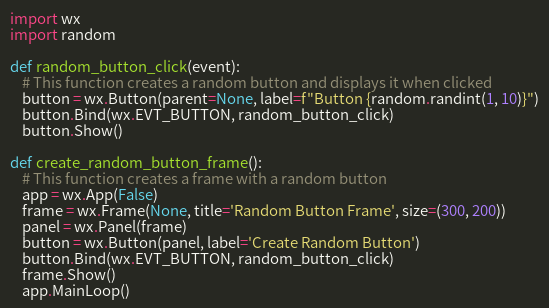 import wx
import random

def random_button_click(event):
    # This function creates a random button and displays it when clicked
    button = wx.Button(parent=None, label=f"Button {random.randint(1, 10)}")
    button.Bind(wx.EVT_BUTTON, random_button_click)
    button.Show()

def create_random_button_frame():
    # This function creates a frame with a random button
    app = wx.App(False)
    frame = wx.Frame(None, title='Random Button Frame', size=(300, 200))
    panel = wx.Panel(frame)
    button = wx.Button(panel, label='Create Random Button')
    button.Bind(wx.EVT_BUTTON, random_button_click)
    frame.Show()
    app.MainLoop()